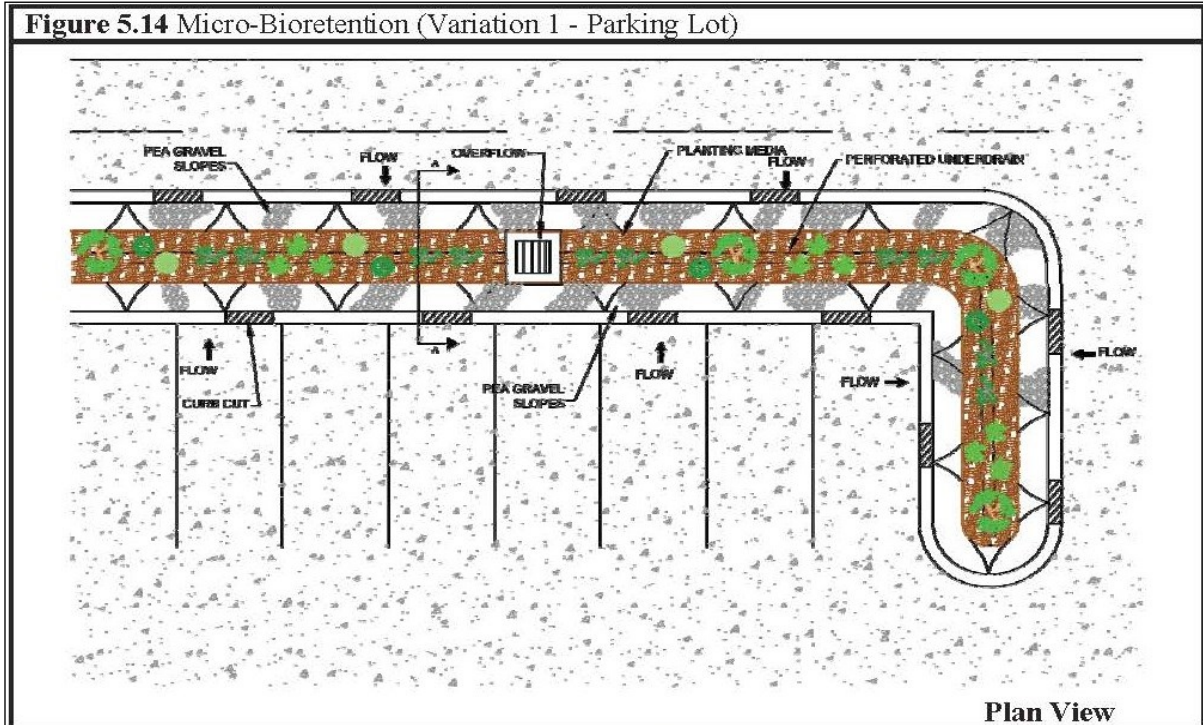 Figure 5.14 Micro-Bioretention (Variation 1 - Parking Lot)
PEA GRAVEL
SLOPES
FLOW
A
OVERFLOW
PLANTING MEDIA
FLOW
PERFORATED UNDERDRAIN
A
FLOW
CURB CUT
PEA GRAVEL
SLOPES
FLOW
FLOW
FLOW
Plan View